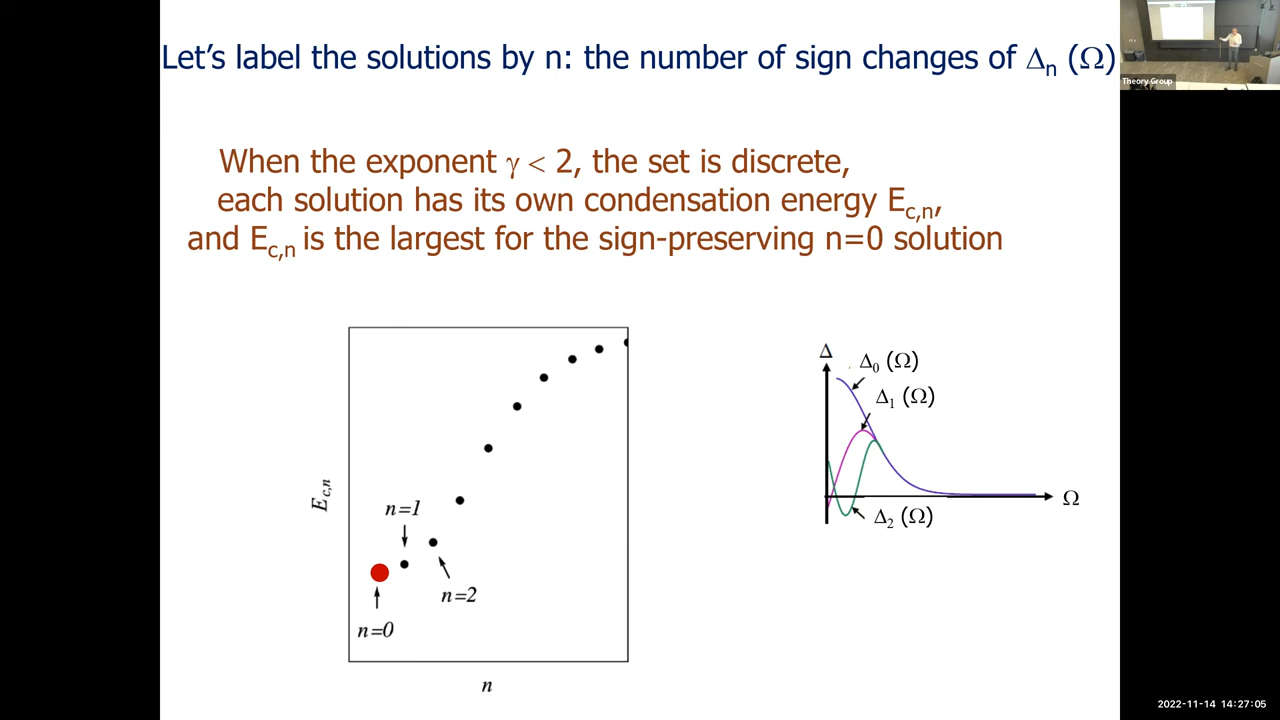 Let’s label the solutions by n: the number of sign changes of Δn (Ω)
Theory Group
When the exponent γ < 2, the set is discrete,
each solution has its own condensation energy Ec,n,
and Ec,n is the largest for the sign-preserving n=0 solution
Ec,n
n=1
n=2
n=0
n
Δ
Δ0 (Ω)
Δ1 (Ω)
Ω
Δ2 (Ω)
2022-11-14 14:27:05